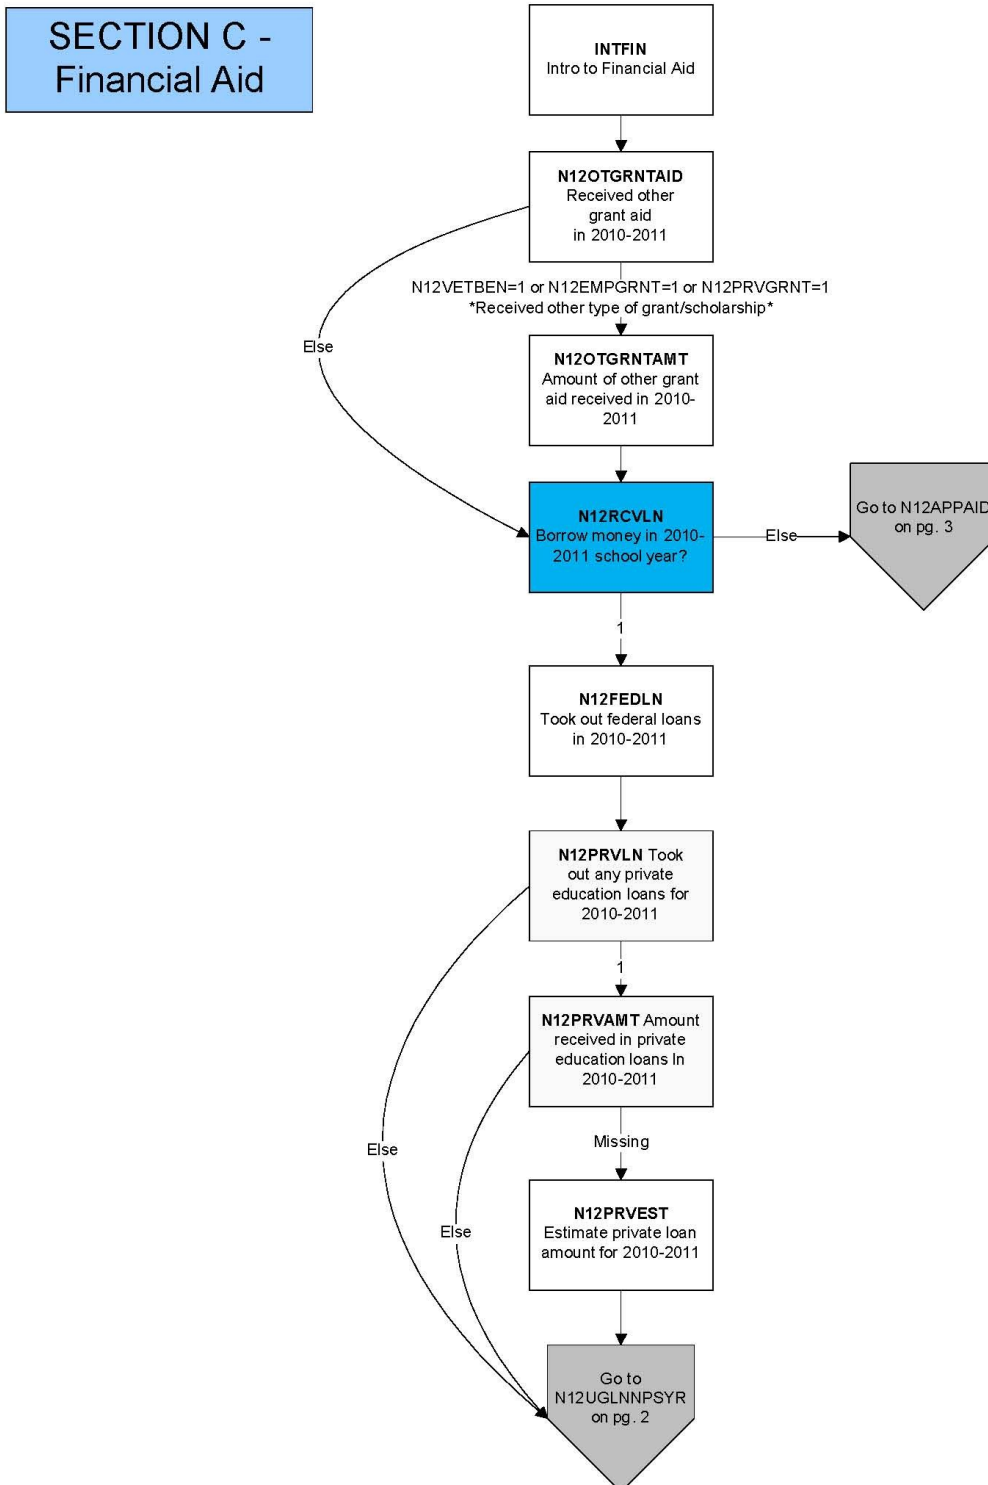 SECTION C -
Financial Aid
INTFIN
Intro to Financial Aid
N12OTGRNTAID
Received other
grant aid
in 2010-2011
N12VETBEN=1 or N12EMPGRNT=1 or N12PRVGRNT=1
*Received other type of grant/scholarship*
Else
N12OTGRNTAMT
Amount of other grant
aid received in 2010-
2011
N12RCVLN
Borrow money in 2010-
2011 school year?
Else
Go to N12APPAID
on pg. 3
1
N12FEDLN
Took out federal loans
in 2010-2011
N12PRVLN Took
out any private
education loans for
2010-2011
1
N12PRVAMT Amount
received in private
education loans In
2010-2011
Else
Missing
Else
N12PRVEST
Estimate private loan
amount for 2010-2011
Go to
N12UGLNNPSYR
on pg. 2